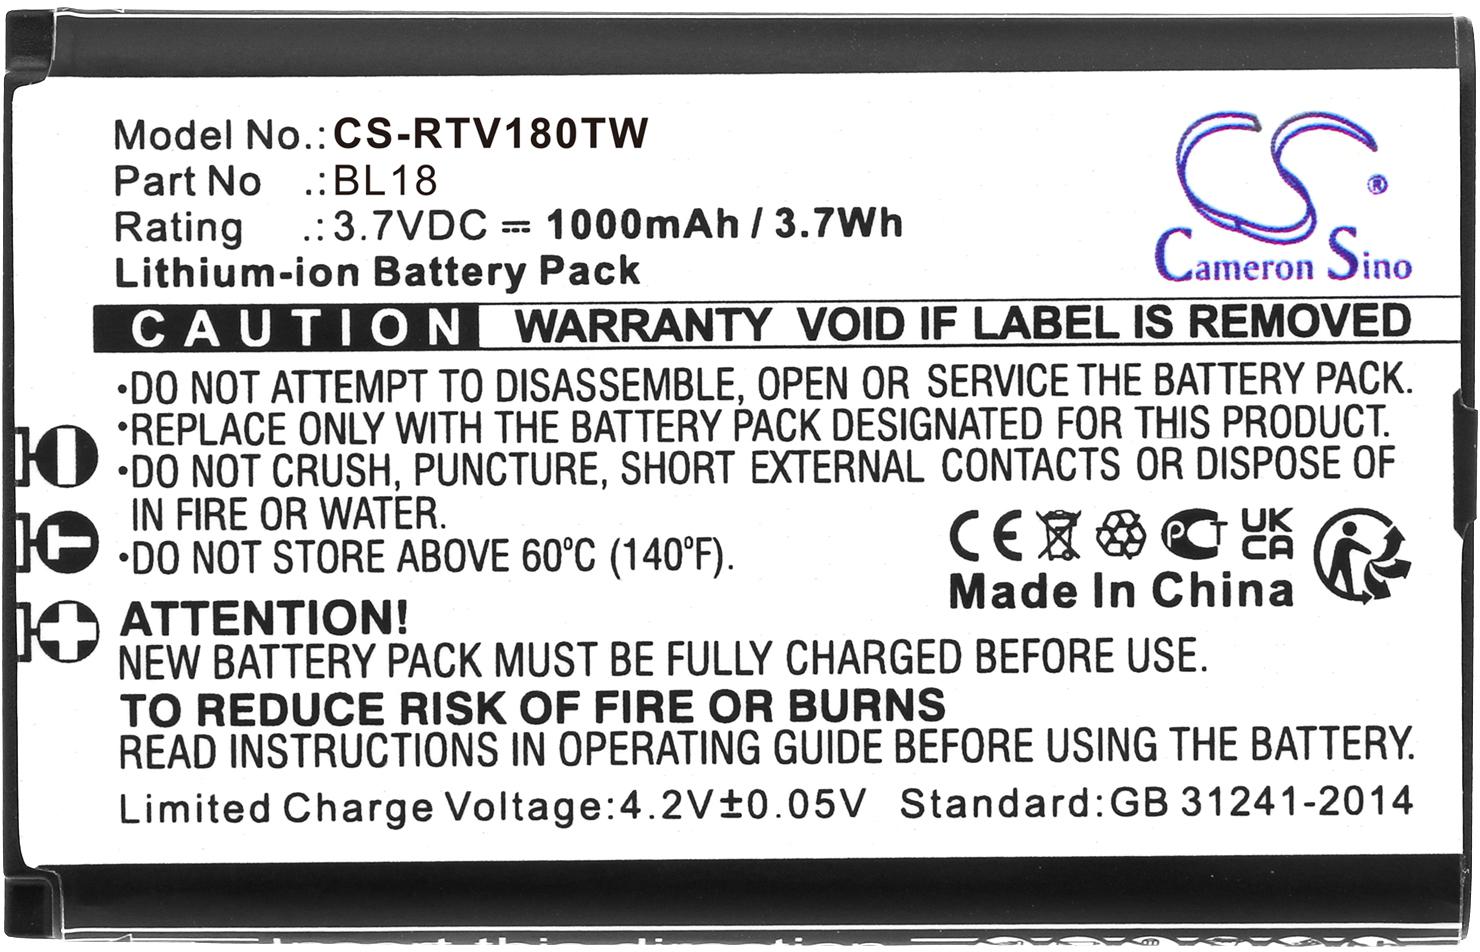 Model No.: CS-RTV180TW
Part No .: BL18
Rating .: 3.7VDC ⎓ 1000mAh / 3.7Wh
Lithium-ion Battery Pack
CS ®
Cameron Sino
CAUTION WARRANTY VOID IF LABEL IS REMOVED
•DO NOT ATTEMPT TO DISASSEMBLE, OPEN OR SERVICE THE BATTERY PACK.
•REPLACE ONLY WITH THE BATTERY PACK DESIGNATED FOR THIS PRODUCT.
•DO NOT CRUSH, PUNCTURE, SHORT EXTERNAL CONTACTS OR DISPOSE OF
IN FIRE OR WATER.
•DO NOT STORE ABOVE 60°C (140°F).
CE PCT UK
CA
Made In China
T
ATTENTION!
NEW BATTERY PACK MUST BE FULLY CHARGED BEFORE USE.
TO REDUCE RISK OF FIRE OR BURNS
READ INSTRUCTIONS IN OPERATING GUIDE BEFORE USING THE BATTERY.
Limited Charge Voltage:4.2V±0.05V Standard:GB 31241-2014